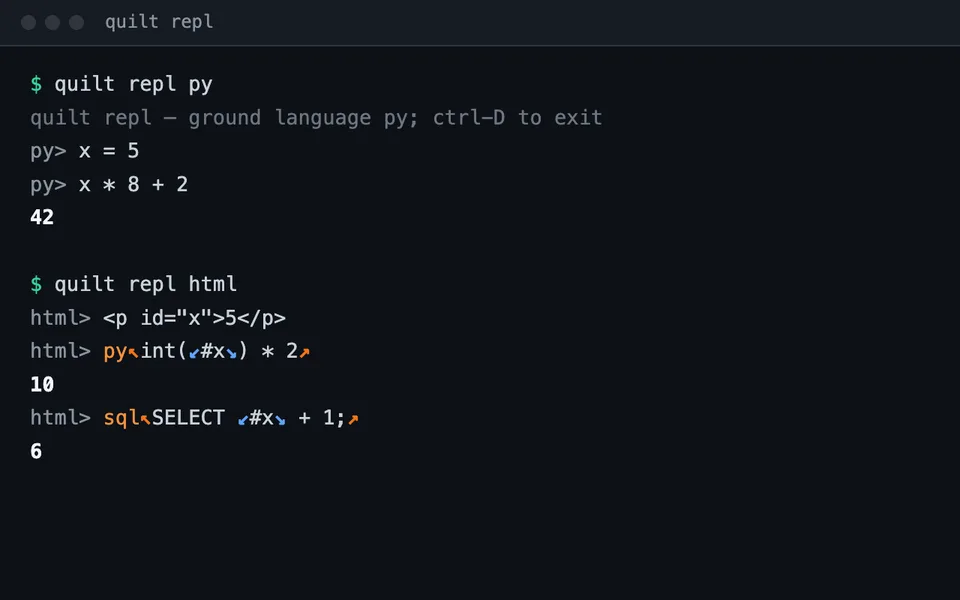 quilt repl
$ quilt repl py
quilt repl — ground language py; ctrl-D to exit
py> x = 5
py> x * 8 + 2
42
$ quilt repl html
html> <p id="x">5</p>
html> py↖int(↙#x↘) * 2↗
10
html> sql↖SELECT ↙#x↘ + 1;↗
6